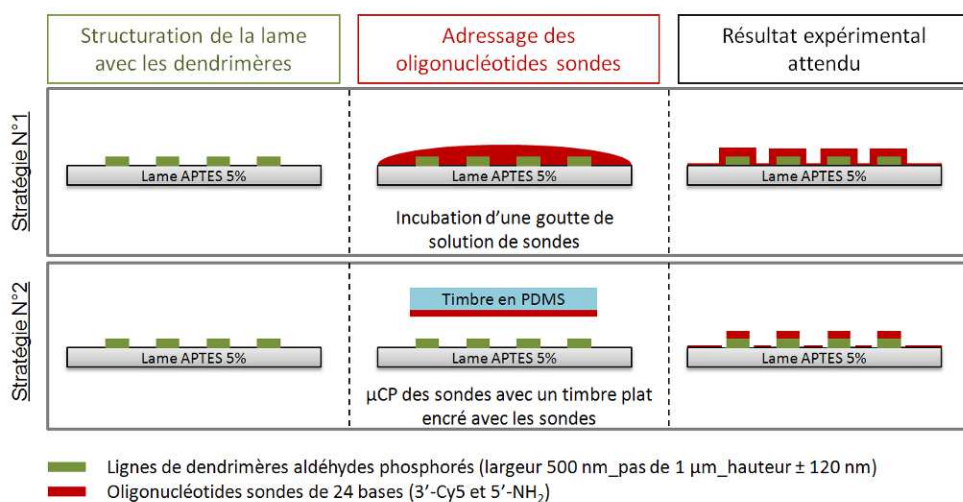 Structuration de la lame
avec les dendrimères
Adressage des
oligonucléotides sondes
Résultat expérimental
attendu
Stratégie N°1
Lame APTES 5%
Lame APTES 5%
Incubation d'une goutte de
solution de sondes
Lame APTES 5%
Stratégie N°2
Lame APTES 5%
Timbre en PDMS
Lame APTES 5%
µCP des sondes avec un timbre plat
encré avec les sondes
Lame APTES 5%
Lignes de dendrimères aldéhydes phosphorés (largeur 500 nm_pas de 1 µm_hauteur ± 120 nm)
Oligonucléotides sondes de 24 bases (3'-Cy5 et 5'-NH₂)